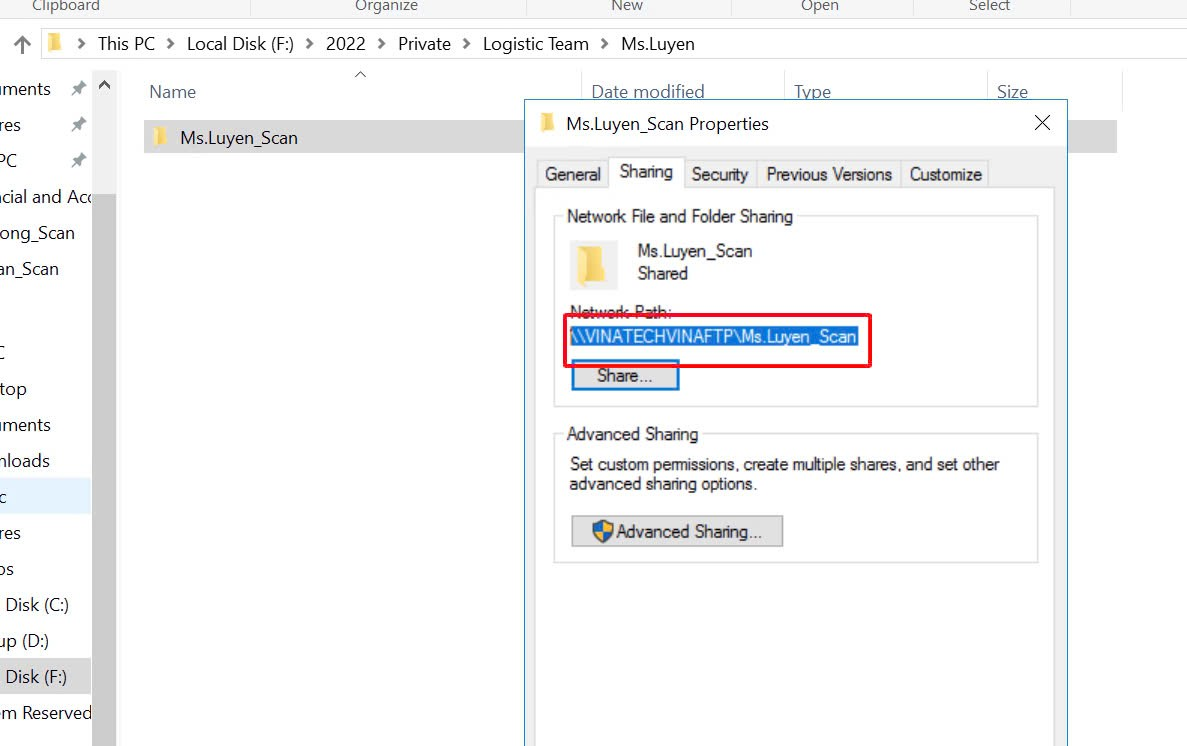 Clipboard Organize New Open Select
This PC > Local Disk (F:) > 2022 > Private > Logistic Team > Ms.Luyen
Name Date modified Type Size
Ms.Luyen_Scan
uments
res
PC
ncial and Acc
ong_Scan
an_Scan
C
top
uments
nloads
c
res
os
Disk (C:)
up (D:)
Disk (F:)
em Reserved
Ms.Luyen_Scan Properties
General Sharing Security Previous Versions Customize
Network File and Folder Sharing
Ms.Luyen_Scan
Shared
Network Path:
\\VINATECHVINAFTP\Ms.Luyen_Scan
Share...
Advanced Sharing
Set custom permissions, create multiple shares, and set other
advanced sharing options.
Advanced Sharing...